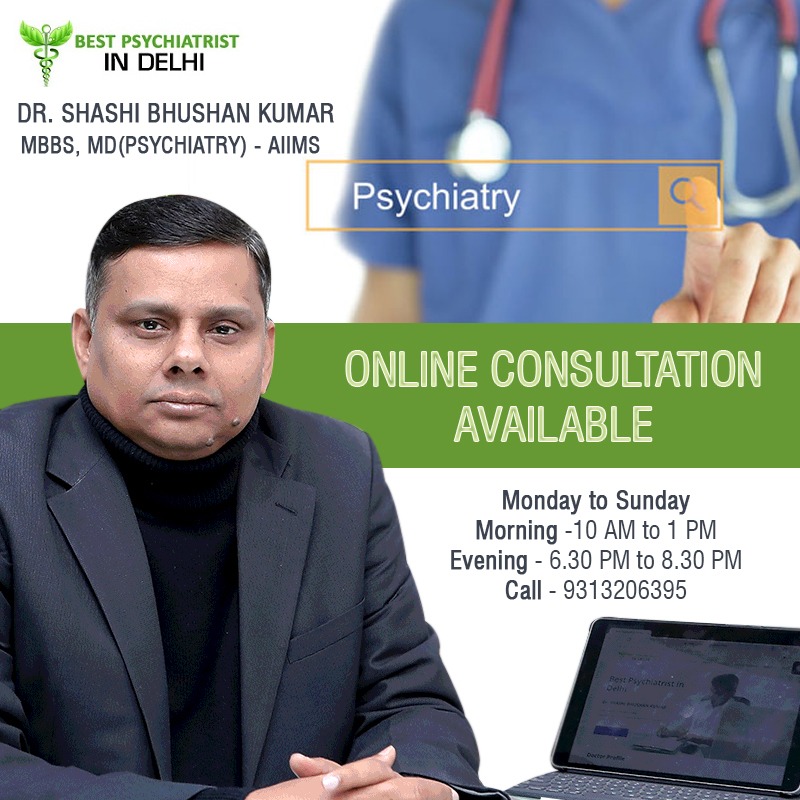 BEST PSYCHIATRIST
IN DELHI
DR. SHASHI BHUSHAN KUMAR
MBBS, MD(PSYCHIATRY) - AIIMS
Psychiatry
ONLINE CONSULTATION
AVAILABLE
Monday to Sunday
Morning -10 AM to 1 PM
Evening - 6.30 PM to 8.30 PM
Call - 9313206395
Best Psychiatrist in
Delhi
Doctor Profile